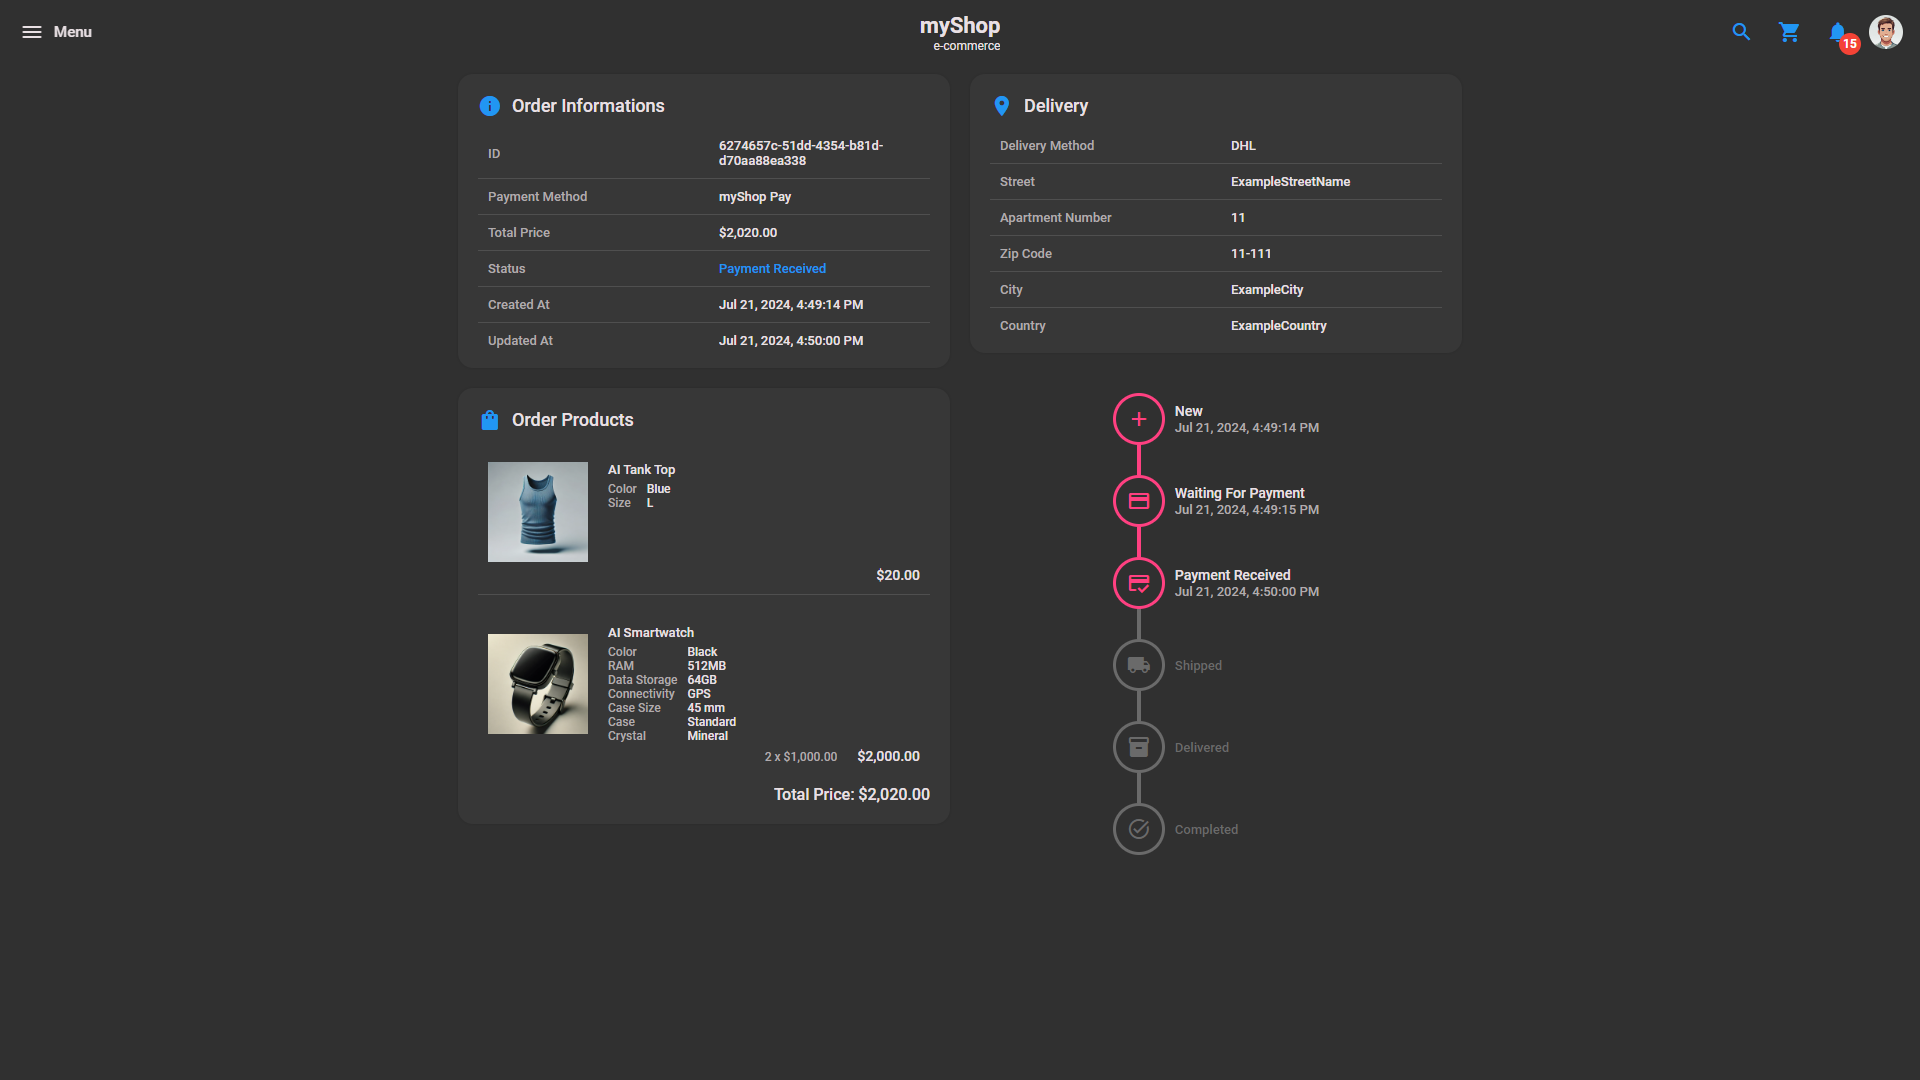 Menu
myShop
e-commerce
15
Order Informations
ID
6274657c-51dd-4354-b81d-
d70aa88ea338
Payment Method
myShop Pay
Total Price
$2,020.00
Status
Payment Received
Created At
Jul 21, 2024, 4:49:14 PM
Updated At
Jul 21, 2024, 4:50:00 PM
Delivery
Delivery Method
DHL
Street
ExampleStreetName
Apartment Number
11
Zip Code
11-111
City
ExampleCity
Country
ExampleCountry
Order Products
AI Tank Top
Color Blue
Size L
$20.00
AI Smartwatch
Color Black
RAM 512MB
Data Storage 64GB
Connectivity GPS
Case Size 45 mm
Case Standard
Crystal Mineral
2 x $1,000.00 $2,000.00
Total Price: $2,020.00
New
Jul 21, 2024, 4:49:14 PM
Waiting For Payment
Jul 21, 2024, 4:49:15 PM
Payment Received
Jul 21, 2024, 4:50:00 PM
Shipped
Delivered
Completed